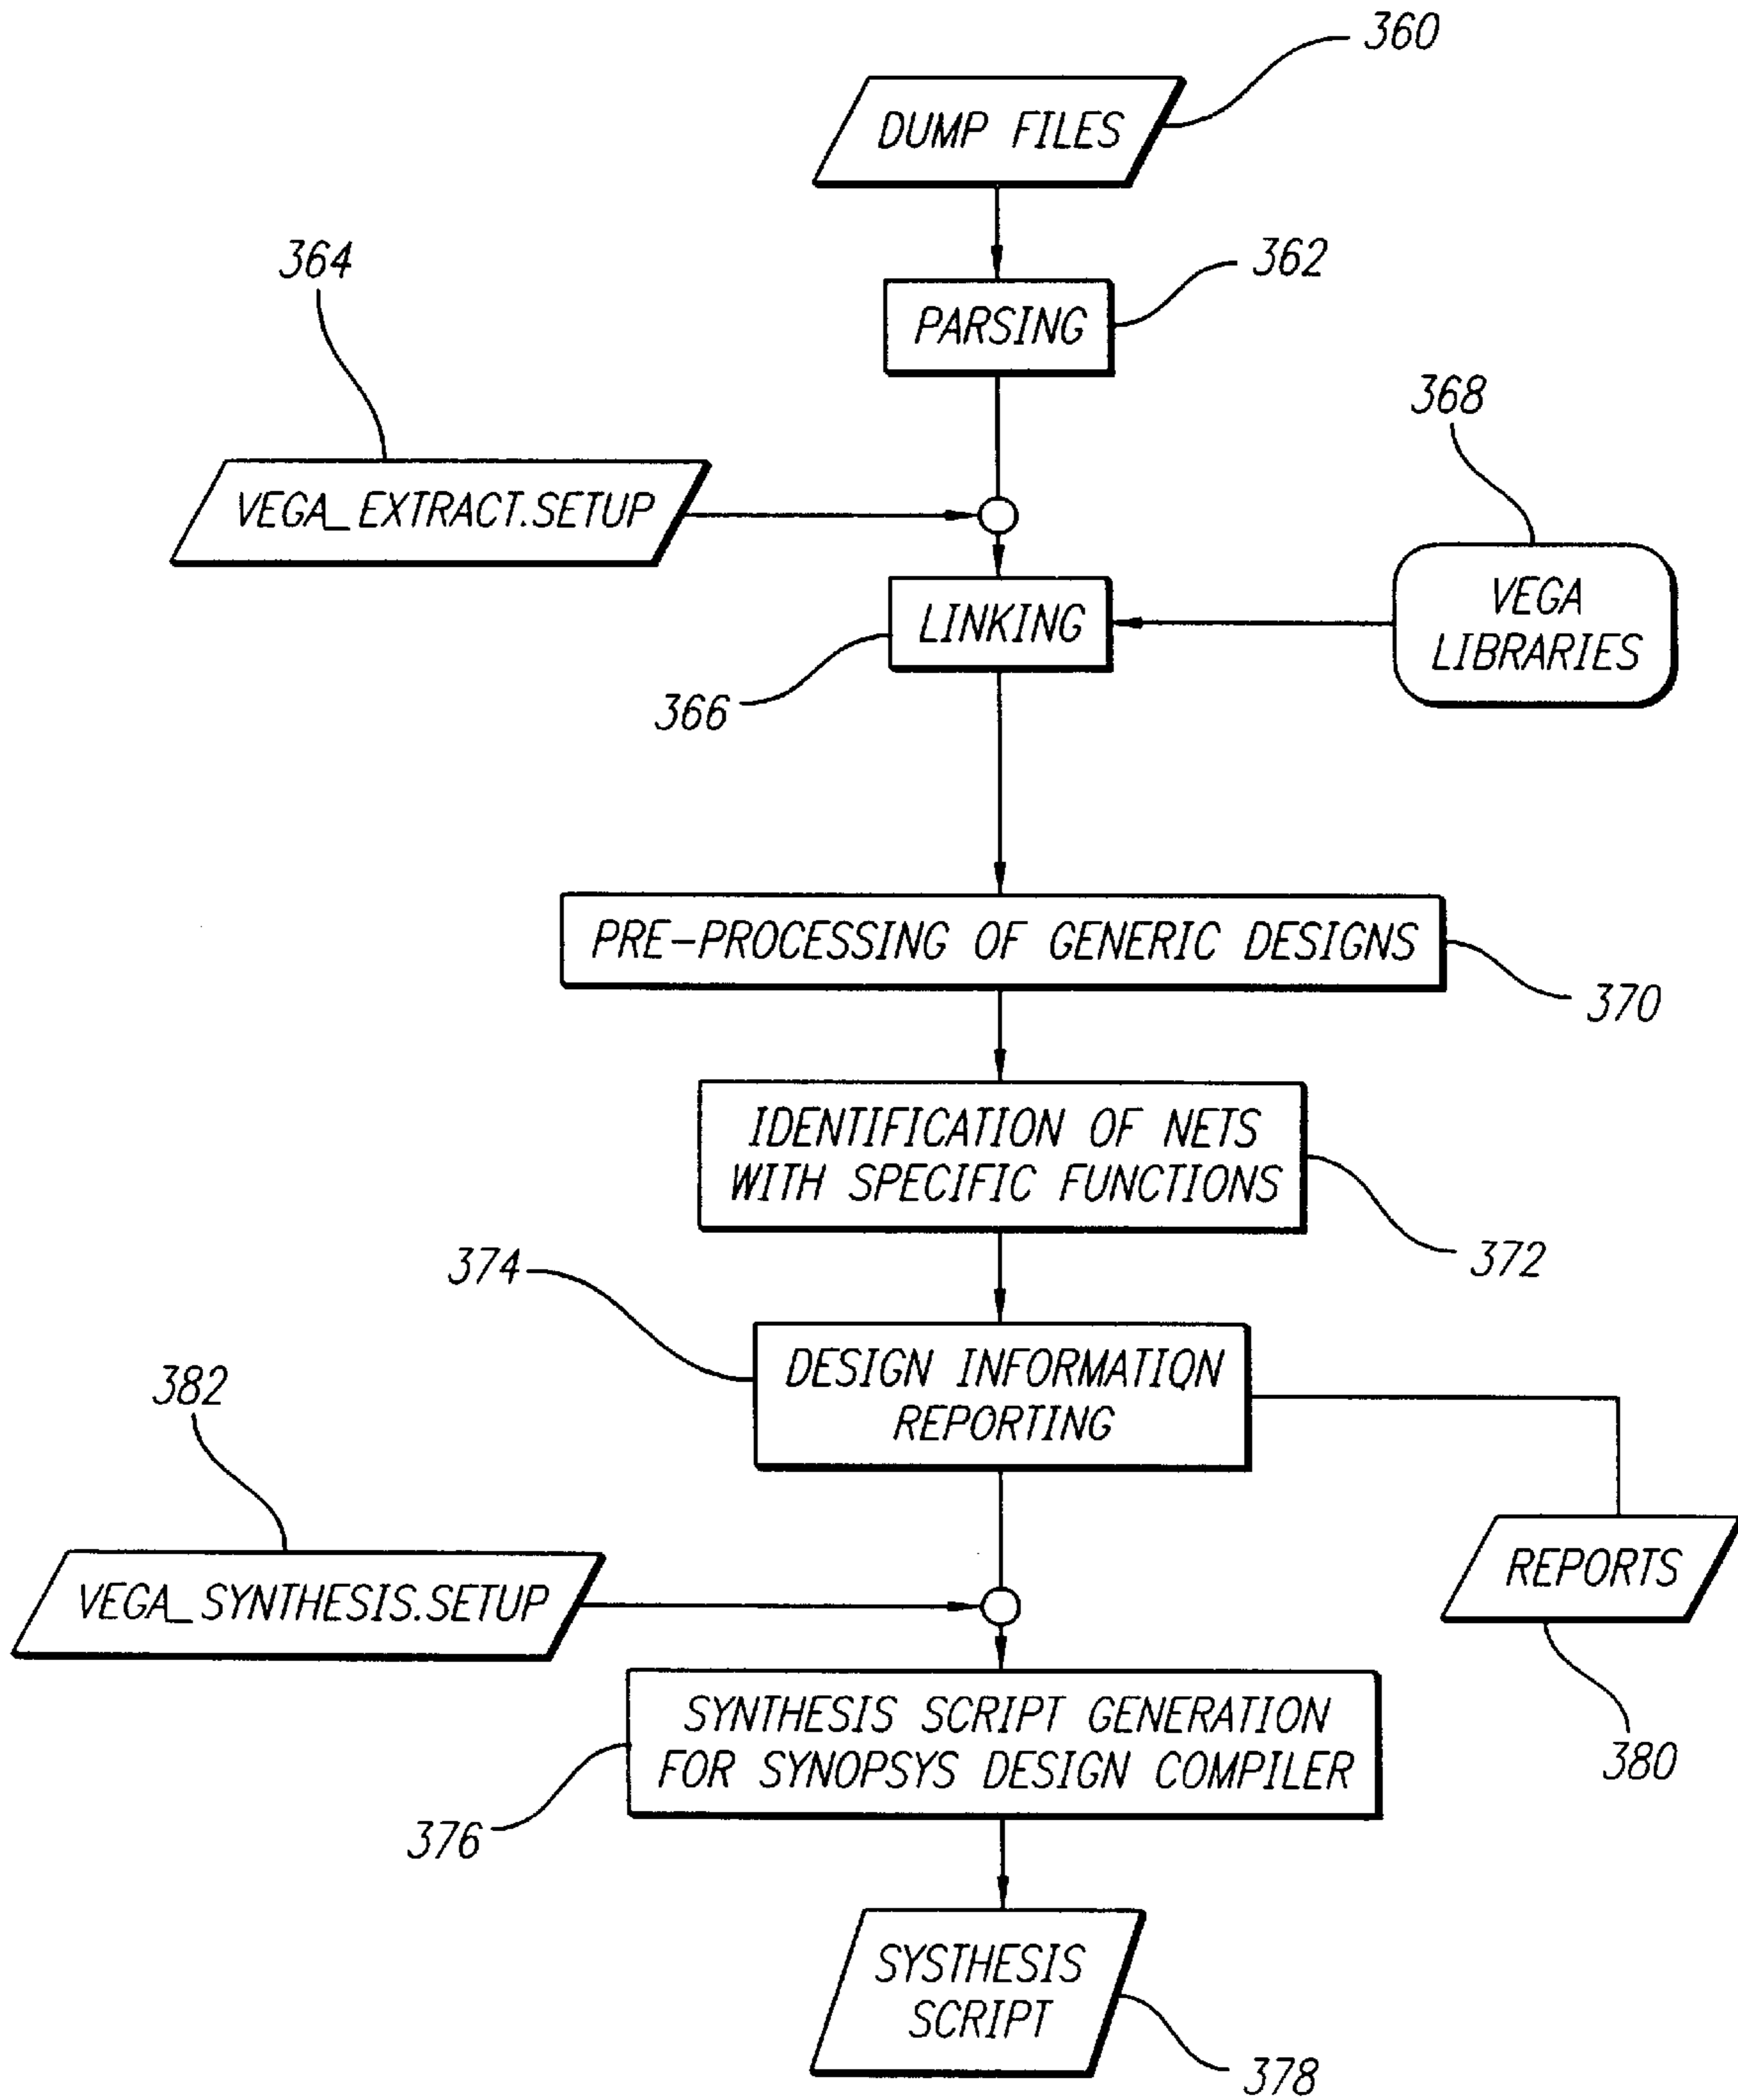 360
DUMP FILES
364
362
PARSING
368
VEGA_EXTRACT.SETUP
VEGA
LIBRARIES
LINKING
366
PRE-PROCESSING OF GENERIC DESIGNS
370
IDENTIFICATION OF NETS
WITH SPECIFIC FUNCTIONS
372
374
DESIGN INFORMATION
REPORTING
382
REPORTS
VEGA_SYNTHESIS.SETUP
380
SYNTHESIS SCRIPT GENERATION
FOR SYNOPSYS DESIGN COMPILER
376
SYSTHESIS
SCRIPT
378